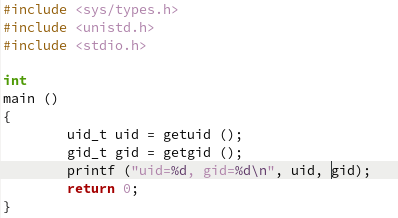 #include <sys/types.h>
#include <unistd.h>
#include <stdio.h>

int
main ()
{
        uid_t uid = getuid ();
        gid_t gid = getgid ();
        printf ("uid=%d, gid=%d\n", uid, gid);
        return 0;
}